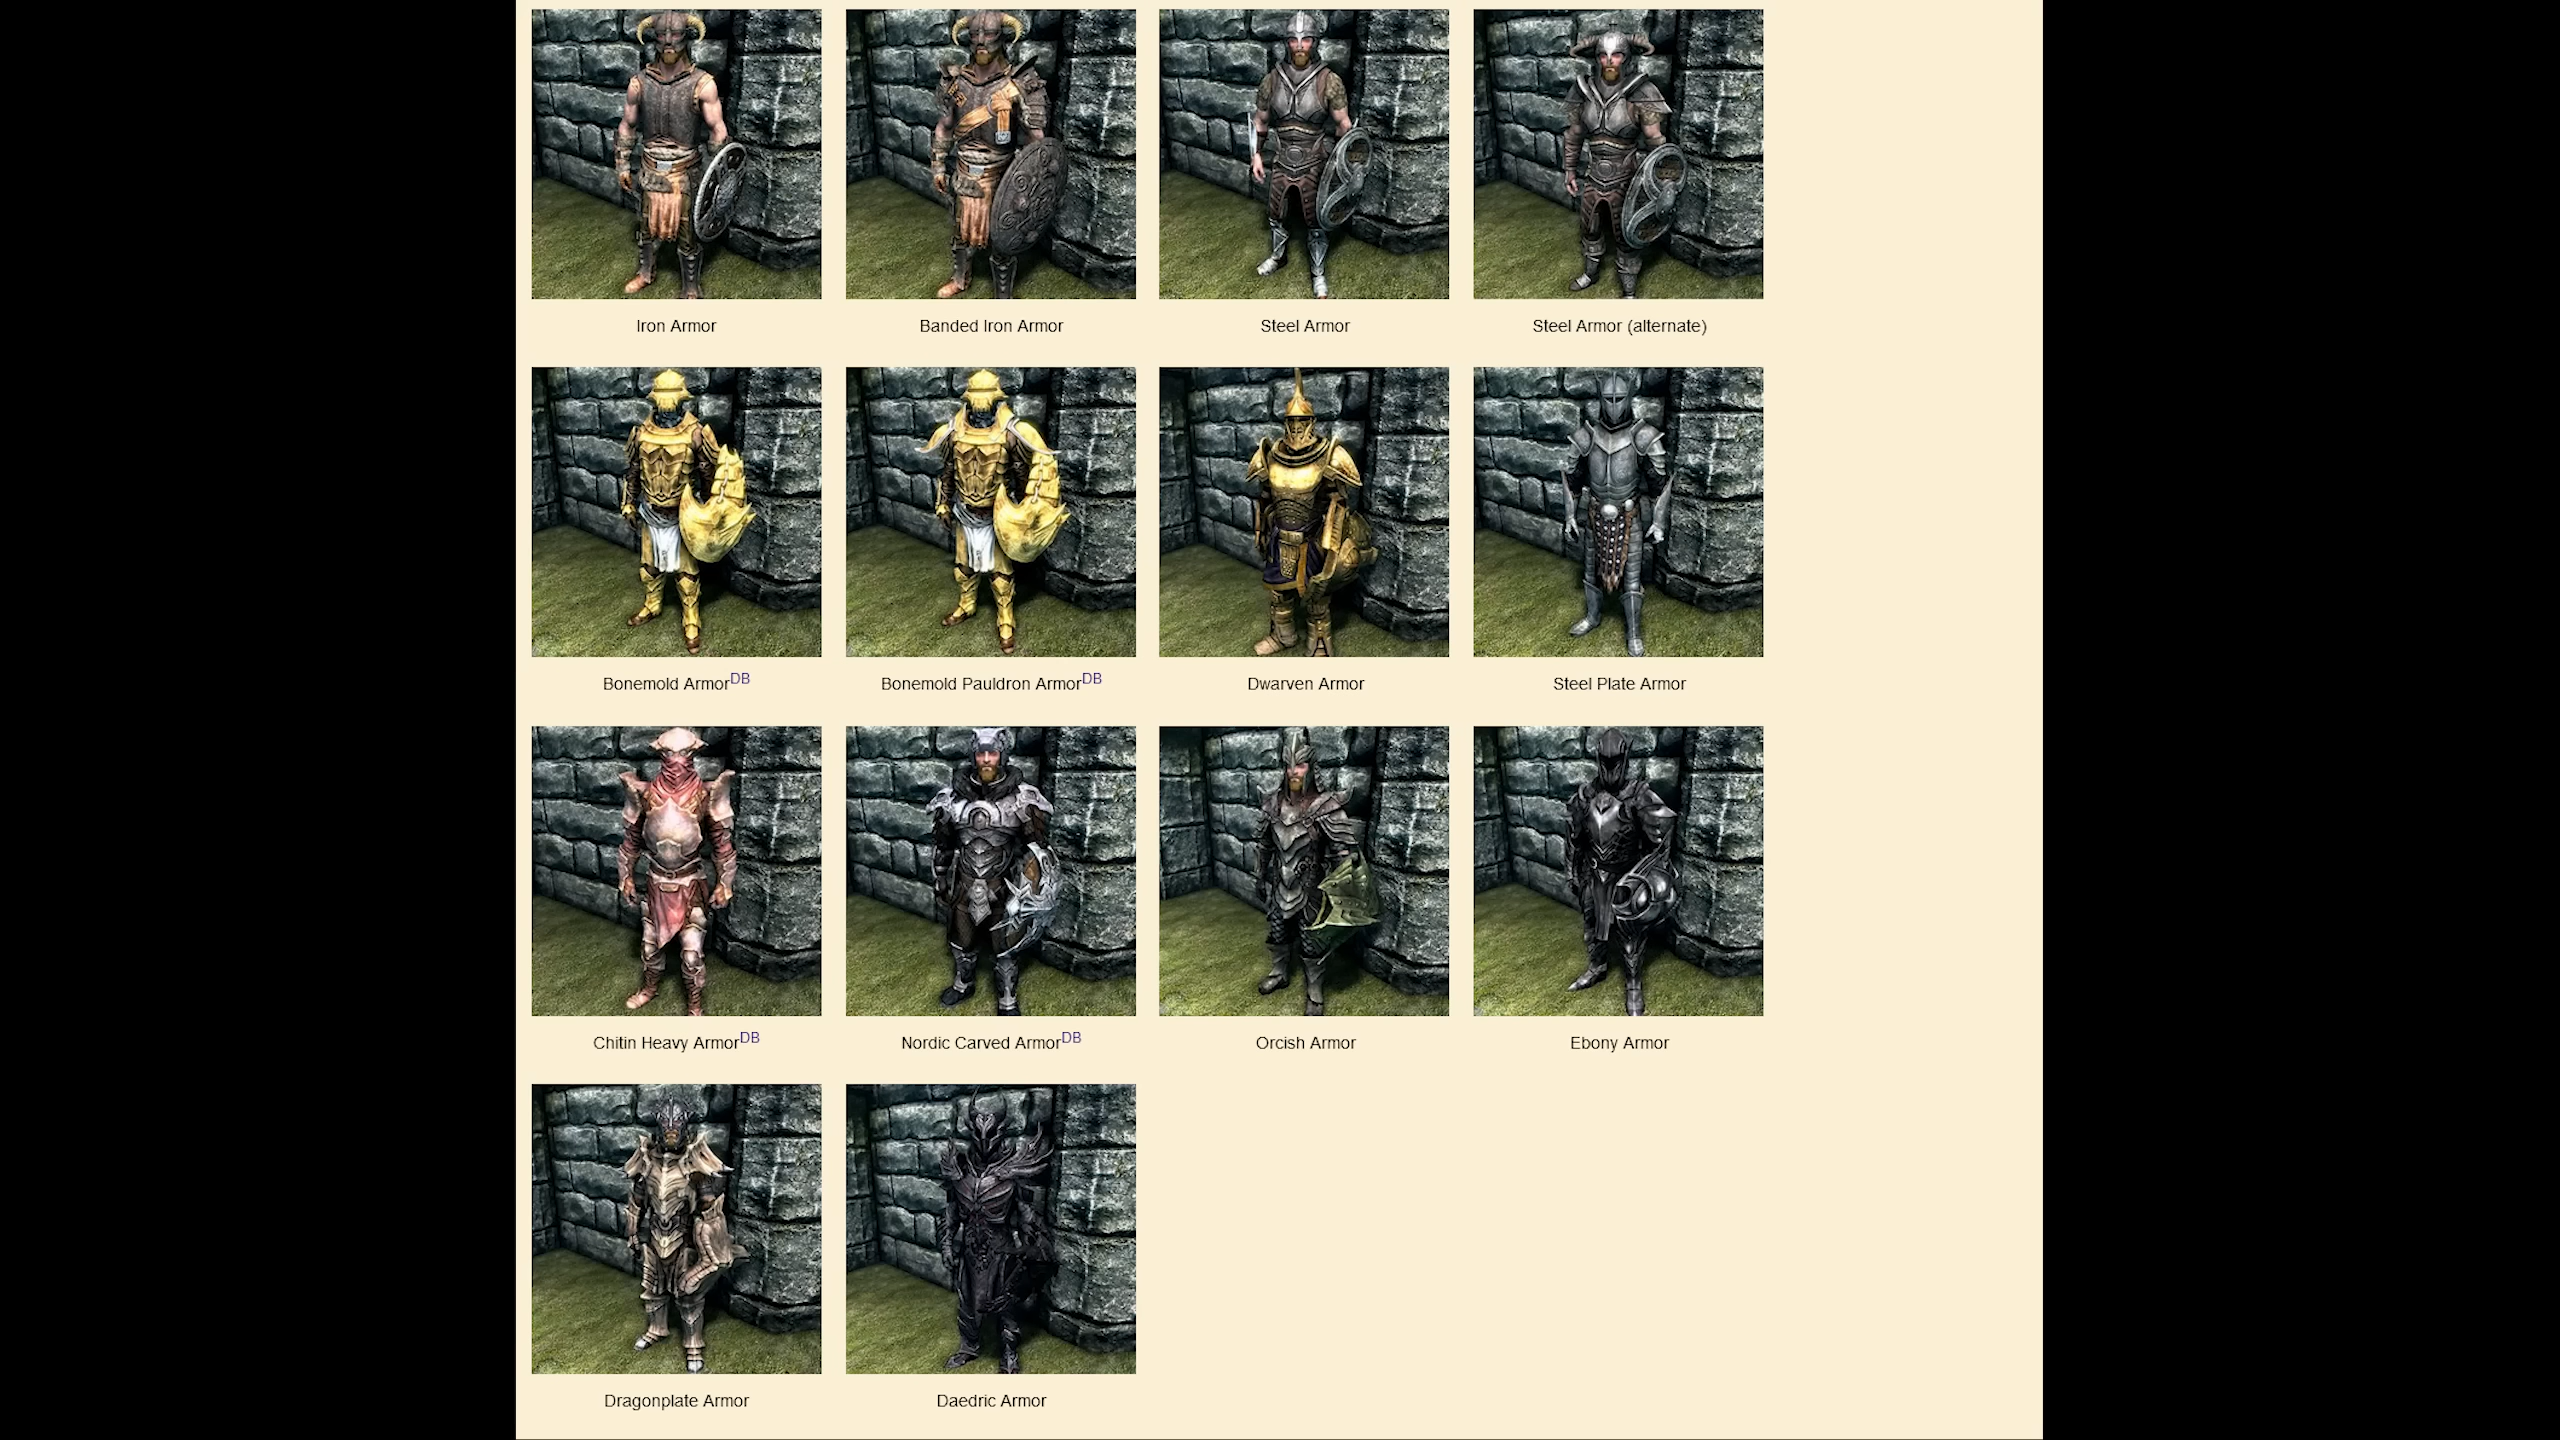 Iron Armor
Banded Iron Armor
Steel Armor
Steel Armor (alternate)
Bonemold ArmorDB
Bonemold Pauldron ArmorDB
Dwarven Armor
Steel Plate Armor
Chitin Heavy ArmorDB
Nordic Carved ArmorDB
Orcish Armor
Ebony Armor
Dragonplate Armor
Daedric Armor